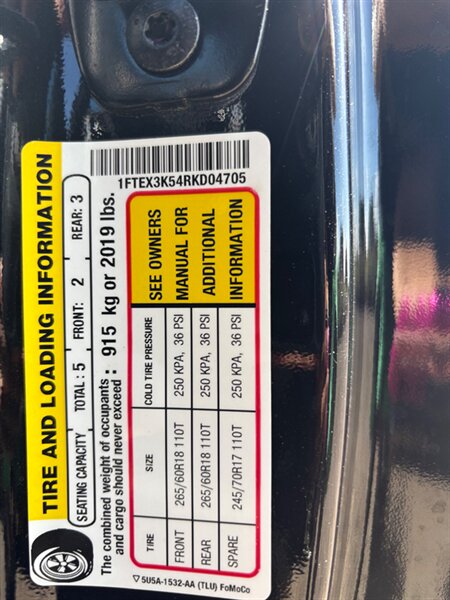 TIRE AND LOADING INFORMATION
SEATING CAPACITY TOTAL : 5 FRONT: 2 REAR: 3
The combined weight of occupants
and cargo should never exceed : 915 kg or 2019 lbs.
1FTEX3K54RKD04705
TIRE SIZE COLD TIRE PRESSURE SEE OWNERS
FRONT 265/60R18 110T 250 KPA, 36 PSI MANUAL FOR
REAR 265/60R18 110T 250 KPA, 36 PSI ADDITIONAL
SPARE 245/70R17 110T 250 KPA, 36 PSI INFORMATION
▽ 5U5A-1532-AA (TLU) FoMoCo